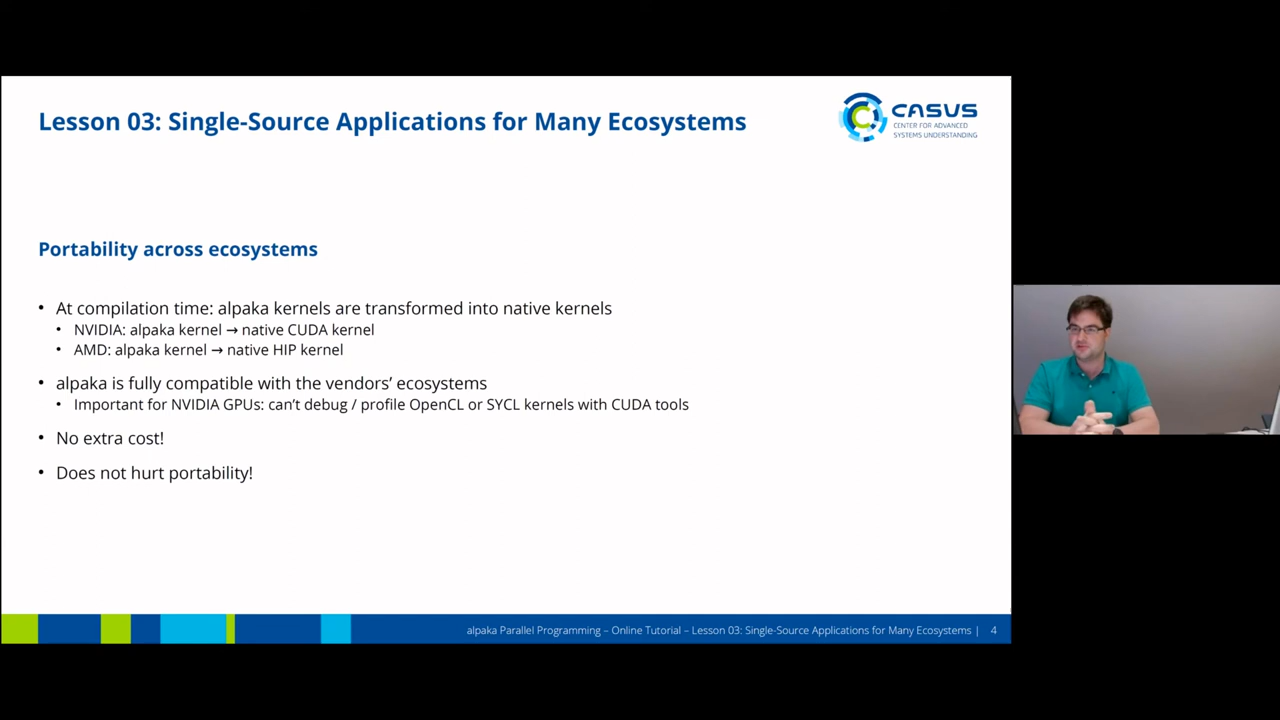 Lesson 03: Single-Source Applications for Many Ecosystems
CASUS
CENTER FOR ADVANCED
SYSTEMS UNDERSTANDING
Portability across ecosystems
• At compilation time: alpaka kernels are transformed into native kernels
• NVIDIA: alpaka kernel → native CUDA kernel
• AMD: alpaka kernel → native HIP kernel
• alpaka is fully compatible with the vendors’ ecosystems
• Important for NVIDIA GPUs: can’t debug / profile OpenCL or SYCL kernels with CUDA tools
• No extra cost!
• Does not hurt portability!
alpaka Parallel Programming – Online Tutorial – Lesson 03: Single-Source Applications for Many Ecosystems | 4